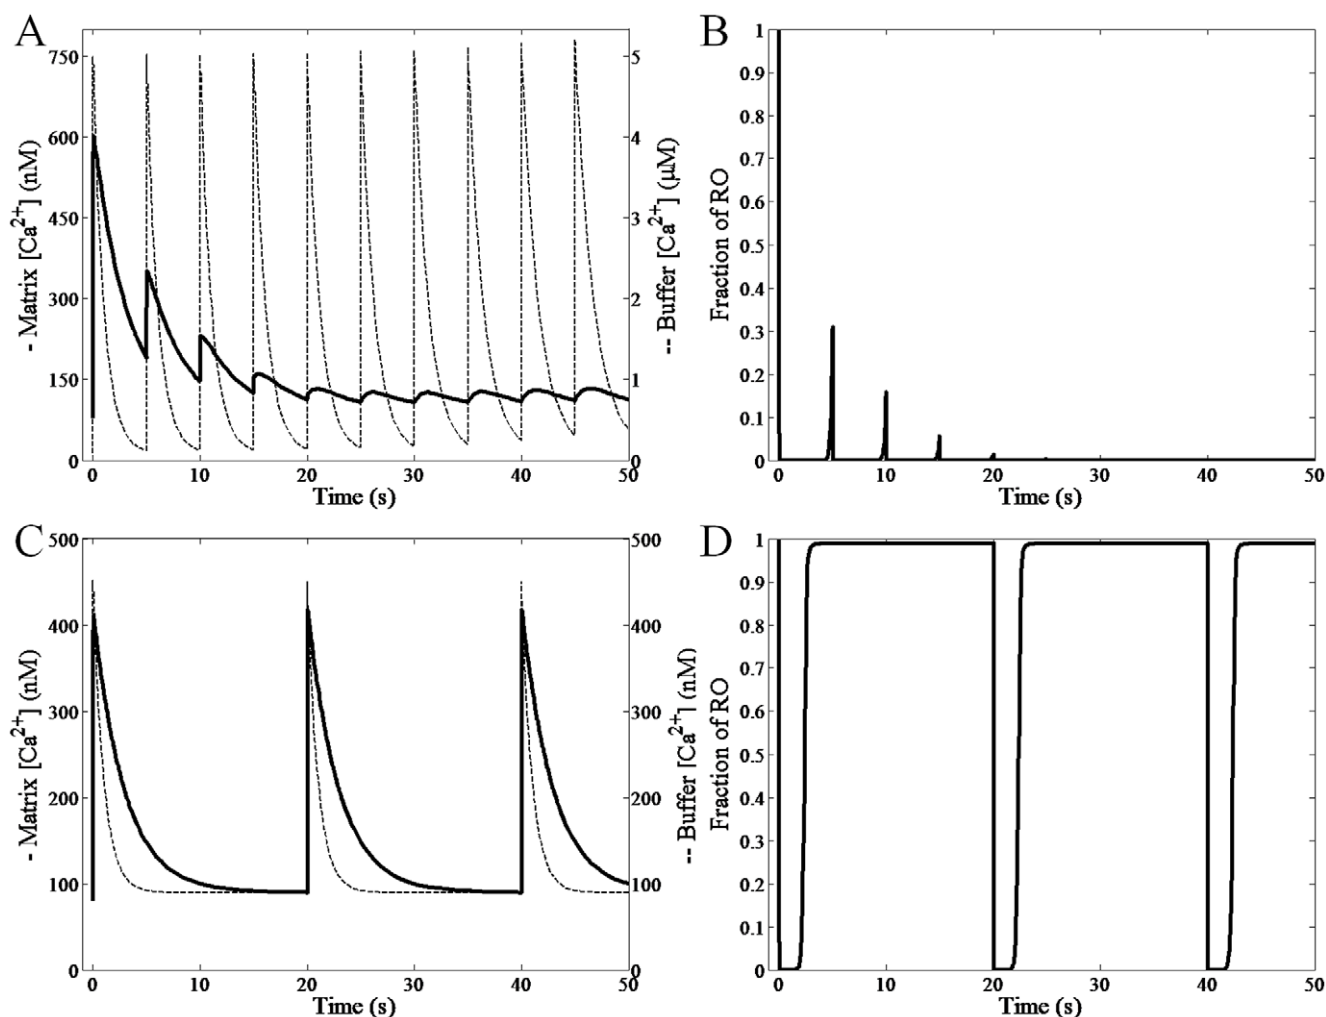 A
- Matrix [Ca2+] (nM)
750
600
450
300
150
0
5
4
3
2
1
0
-- Buffer [Ca2+] (μM)
0 10 20 30 40 50
Time (s)
B
Fraction of RO
1
0.9
0.8
0.7
0.6
0.5
0.4
0.3
0.2
0.1
0
0 10 20 30 40 50
Time (s)
C
- Matrix [Ca2+] (nM)
500
400
300
200
100
0
500
400
300
200
100
0
-- Buffer [Ca2+] (nM)
0 10 20 30 40 50
Time (s)
D
Fraction of RO
1
0.9
0.8
0.7
0.6
0.5
0.4
0.3
0.2
0.1
0
0 10 20 30 40 50
Time (s)